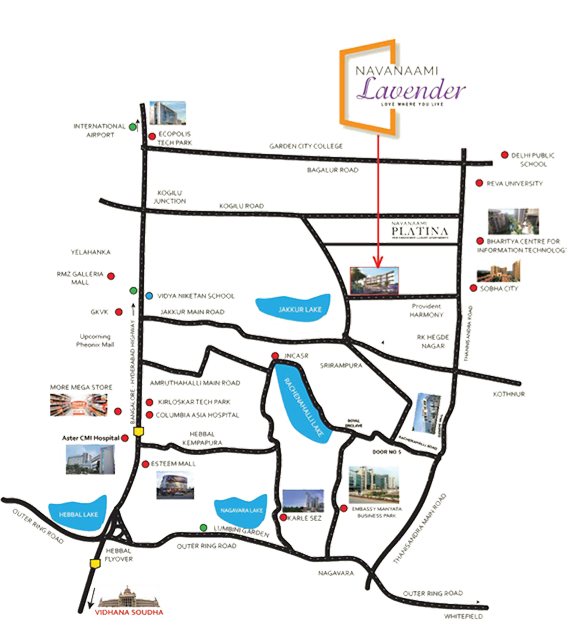 NAVANAAMI
Lavender
LOVE WHERE YOU LIVE
INTERNATIONAL
AIRPORT
ECOPOLIS
TECH PARK
GARDEN CITY COLLEGE
BAGALUR ROAD
DELHI PUBLIC
SCHOOL
REVA UNIVERSITY
KOGILU
JUNCTION
KOGILU ROAD
NAVANAAMI
PLATINA
BHARITYA CENTRE FOR
INFORMATION TECHNOLOG
YELAHANKA
RMZ GALLERIA
MALL
SOBHA CITY
VIDYA NIKETAN SCHOOL
JAKKUR LAKE
GKVK
JAKKUR MAIN ROAD
Provident
HARMONY
THANNISANDRA ROAD
Upcoming
Pheonix Mall
BANGALORE - HYDERABAD HIGHWAY
RK HEGDE
NAGAR
JNCASR
SRIRAMPURA
AMRUTHAHALLI MAIN ROAD
KOTHNUR
MORE MEGA STORE
KIRLOSKAR TECH PARK
COLUMBIA ASIA HOSPITAL
RACHENAHALLI LAKE
ROYAL
ENCLAVE
Aster CMI Hospital
HEBBAL
KEMPAPURA
RACHENAHALLI ROAD
DOOR NO 5
ESTEEM MALL
HEBBAL LAKE
NAGAVARA LAKE
KARLE SEZ
EMBASSY MANYATA
BUSINESS PARK
THANISANDRA MAIN ROAD
OUTER RING ROAD
LUMBINI GARDEN
OUTER RING ROAD
HEBBAL
FLYOVER
NAGAVARA
OUTER RING ROAD
VIDHANA SOUDHA
WHITEFIELD